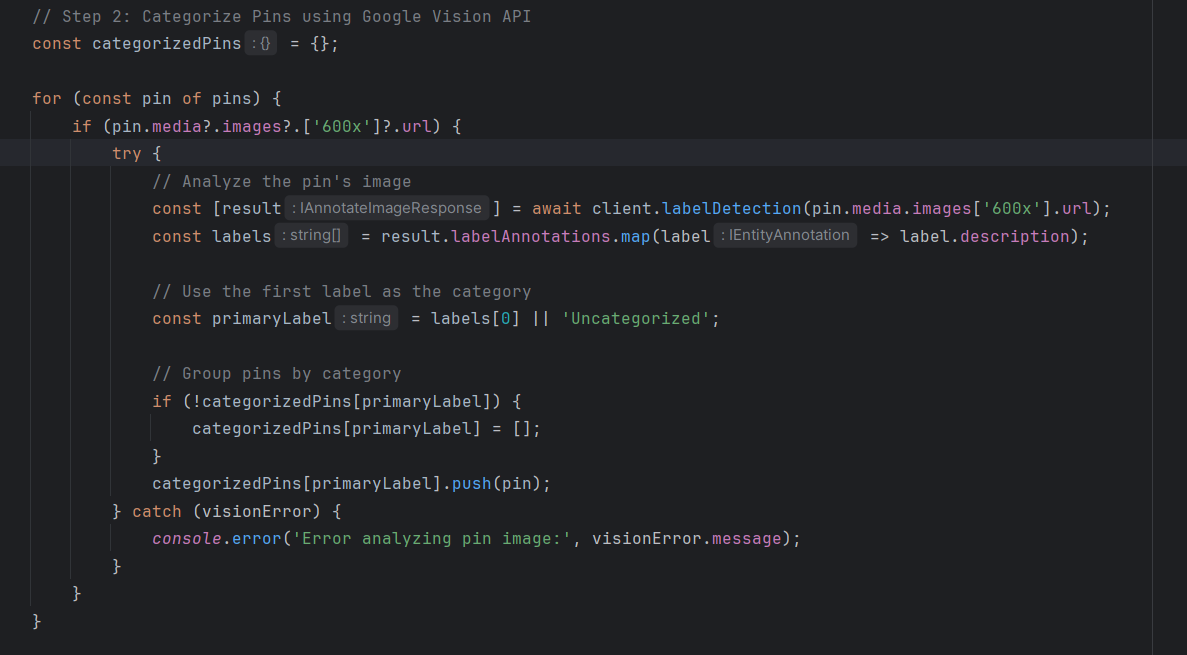 // Step 2: Categorize Pins using Google Vision API
const categorizedPins : {} = {};
for (const pin of pins) {
if (pin.media?.images?.['600x']?.url) {
try {
// Analyze the pin's image
const [result : IAnnotateImageResponse ] = await client.labelDetection(pin.media.images['600x'].url);
const labels : string[] = result.labelAnnotations.map(label : IEntityAnnotation => label.description);
// Use the first label as the category
const primaryLabel : string = labels[0] || 'Uncategorized';
// Group pins by category
if (!categorizedPins[primaryLabel]) {
categorizedPins[primaryLabel] = [];
}
categorizedPins[primaryLabel].push(pin);
} catch (visionError) {
console.error('Error analyzing pin image:', visionError.message);
}
}
}